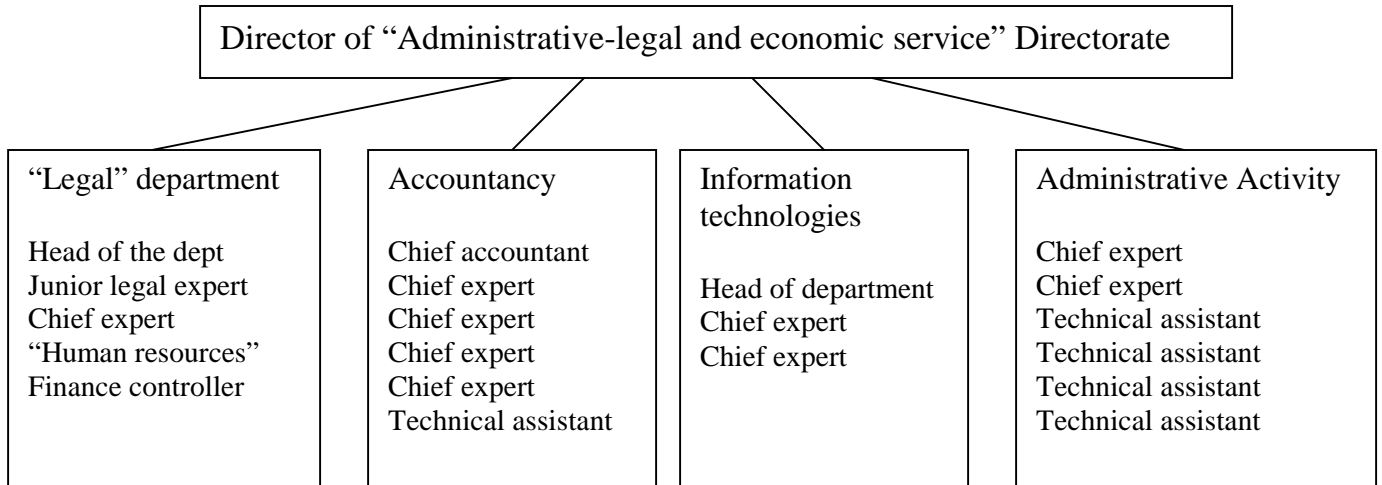 Director of “Administrative-legal and economic service” Directorate
“Legal” department
Head of the dept
Junior legal expert
Chief expert
“Human resources”
Finance controller
Accountancy
Chief accountant
Chief expert
Chief expert
Chief expert
Chief expert
Technical assistant
Information
technologies
Head of department
Chief expert
Chief expert
Administrative Activity
Chief expert
Chief expert
Technical assistant
Technical assistant
Technical assistant
Technical assistant